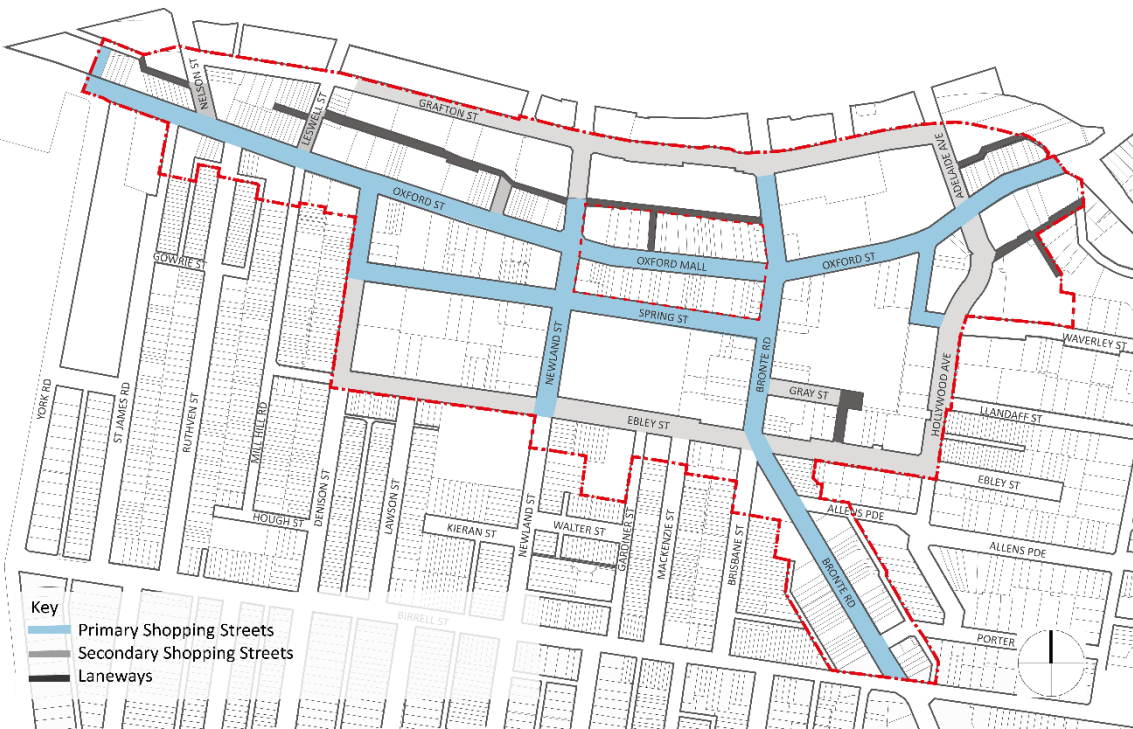 NELSON ST
LESWELL ST
GRAFTON ST
ADELAIDE AVE
OXFORD ST
OXFORD MALL
OXFORD ST
GOWRIE ST
SPRING ST
NEWLAND ST
BRONTE RD
WAVERLEY ST
GRAY ST
HOLLYWOOD AVE
YORK RD
ST JAMES RD
RUTHVEN ST
MILL HILL RD
EBLEY ST
LLANDAFF ST
DENISON ST
LAWSON ST
EBLEY ST
HOUGH ST
KIERAN ST
NEWLAND ST
WALTER ST
GARDINER ST
MACKENZIE ST
BRISBANE ST
ALLENS PDE
ALLENS PDE
BRONTE RD
BIRRELL ST
PORTER
Key
Primary Shopping Streets
Secondary Shopping Streets
Laneways